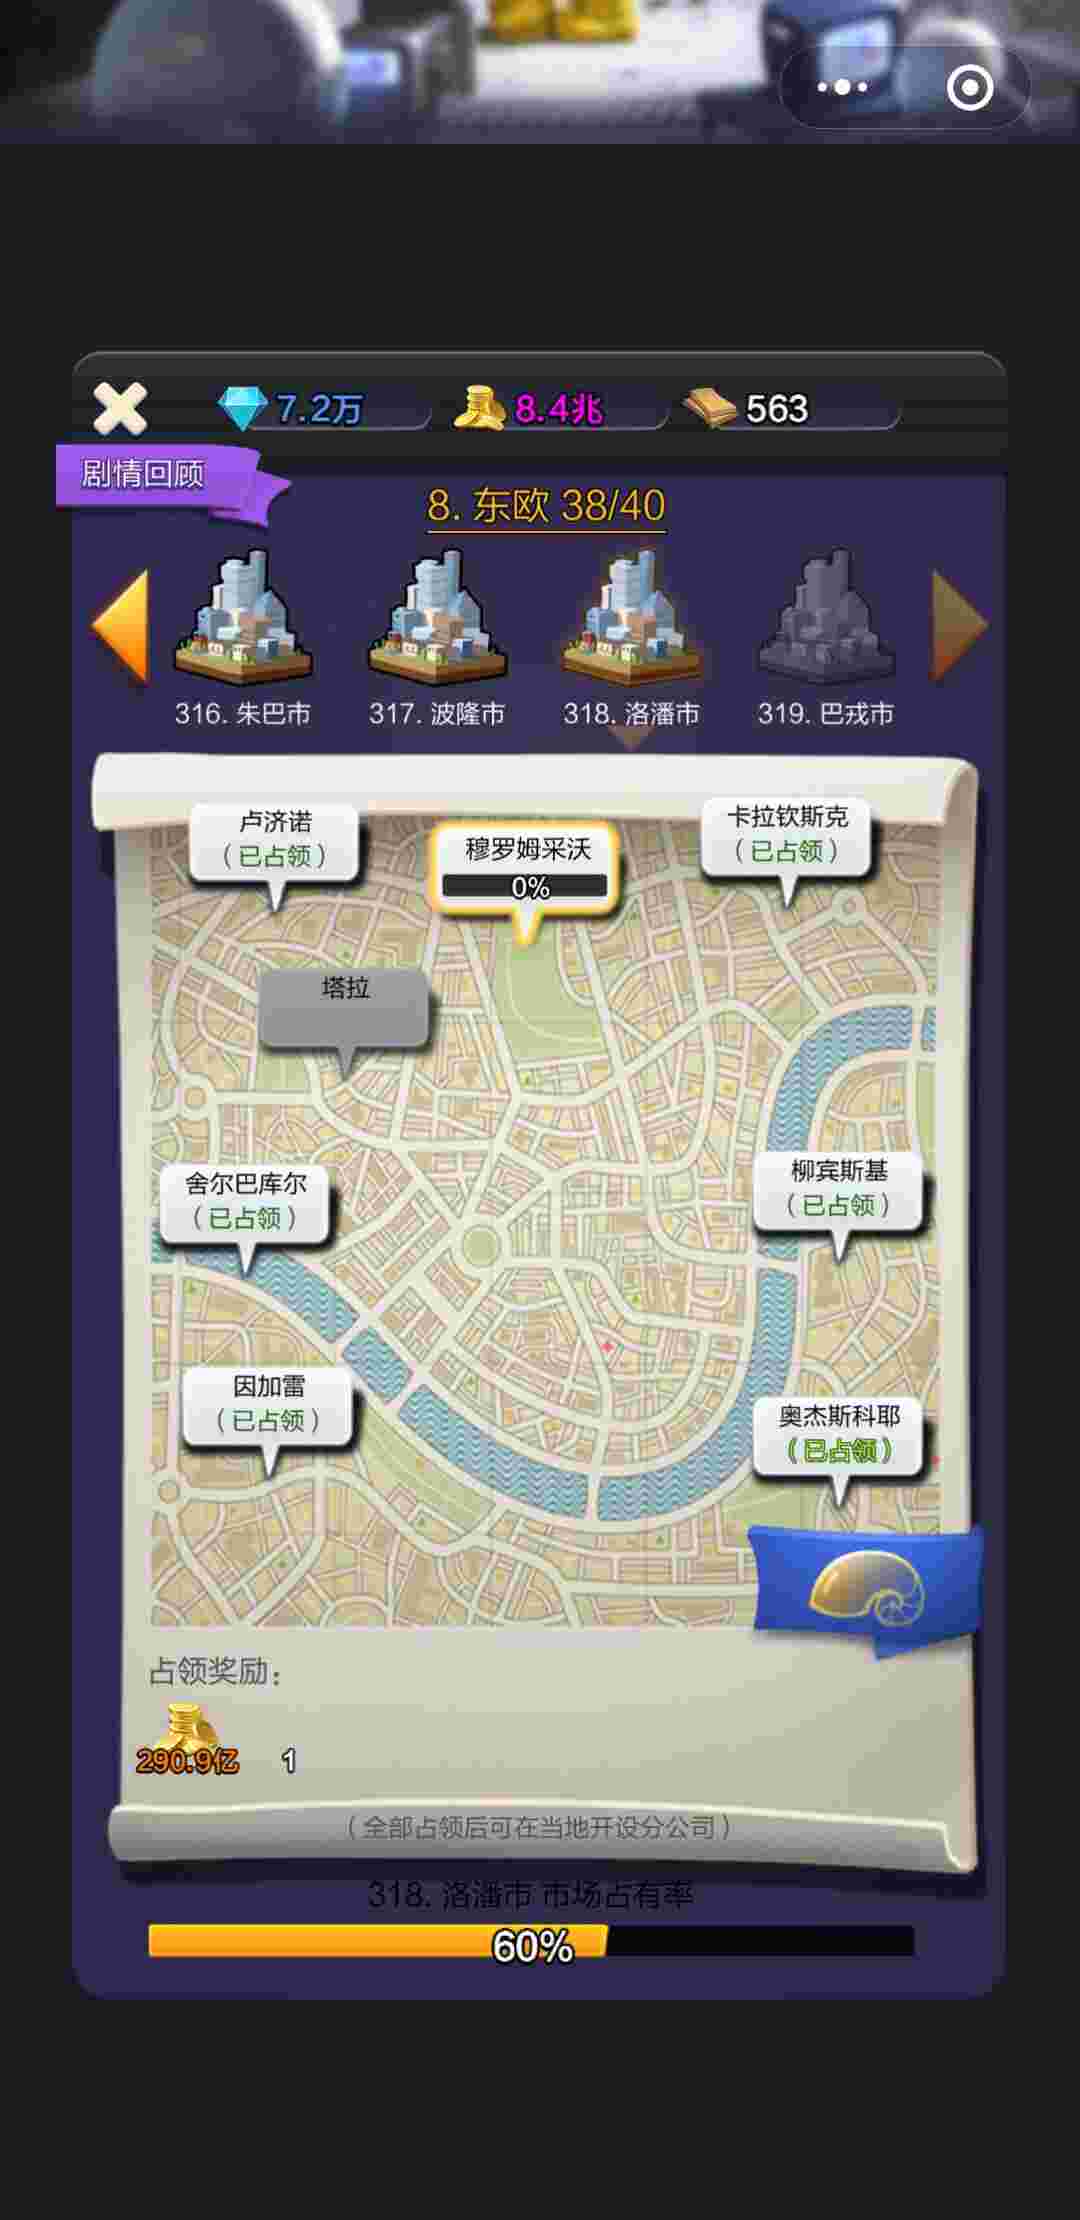 7.2万 8.4兆 563
剧情回顾
8. 东欧 38/40
316. 朱巴市 317. 波隆市 318. 洛潘市 319. 巴戎市
卢济诺
（已占领）
穆罗姆采沃
0%
卡拉钦斯克
（已占领）
塔拉
舍尔巴库尔
（已占领）
柳宾斯基
（已占领）
因加雷
（已占领）
奥杰斯科耶
（已占领）
占领奖励：
290.9亿 1
（全部占领后可在当地开设分公司）
318. 洛潘市 市场占有率
60%